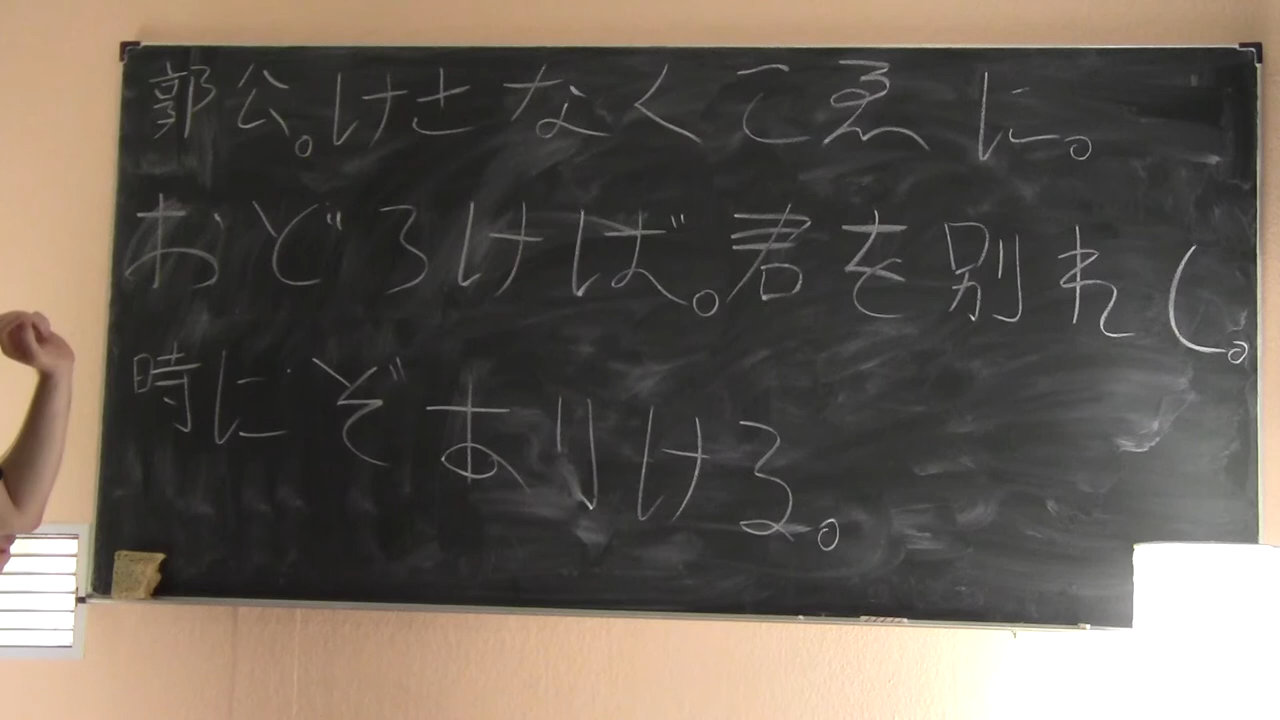 郭公。けさなくこゑに。
おどろけば。君を別れし。
時にぞありける。